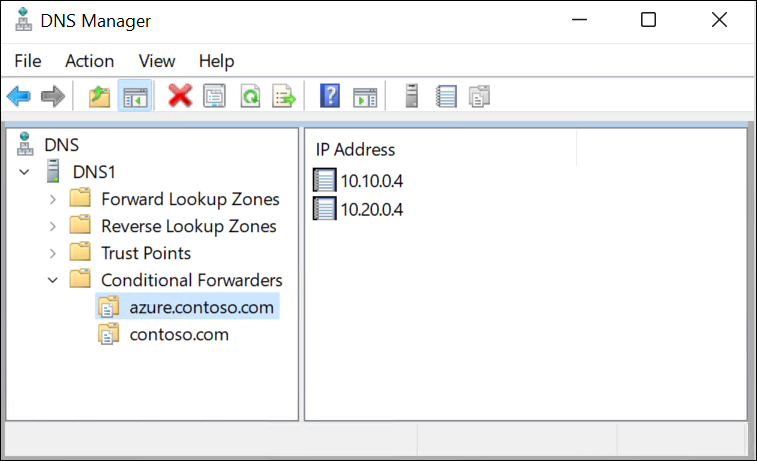 DNS Manager
File Action View Help
DNS
DNS1
Forward Lookup Zones
Reverse Lookup Zones
Trust Points
Conditional Forwarders
azure.contoso.com
contoso.com
IP Address
10.10.0.4
10.20.0.4